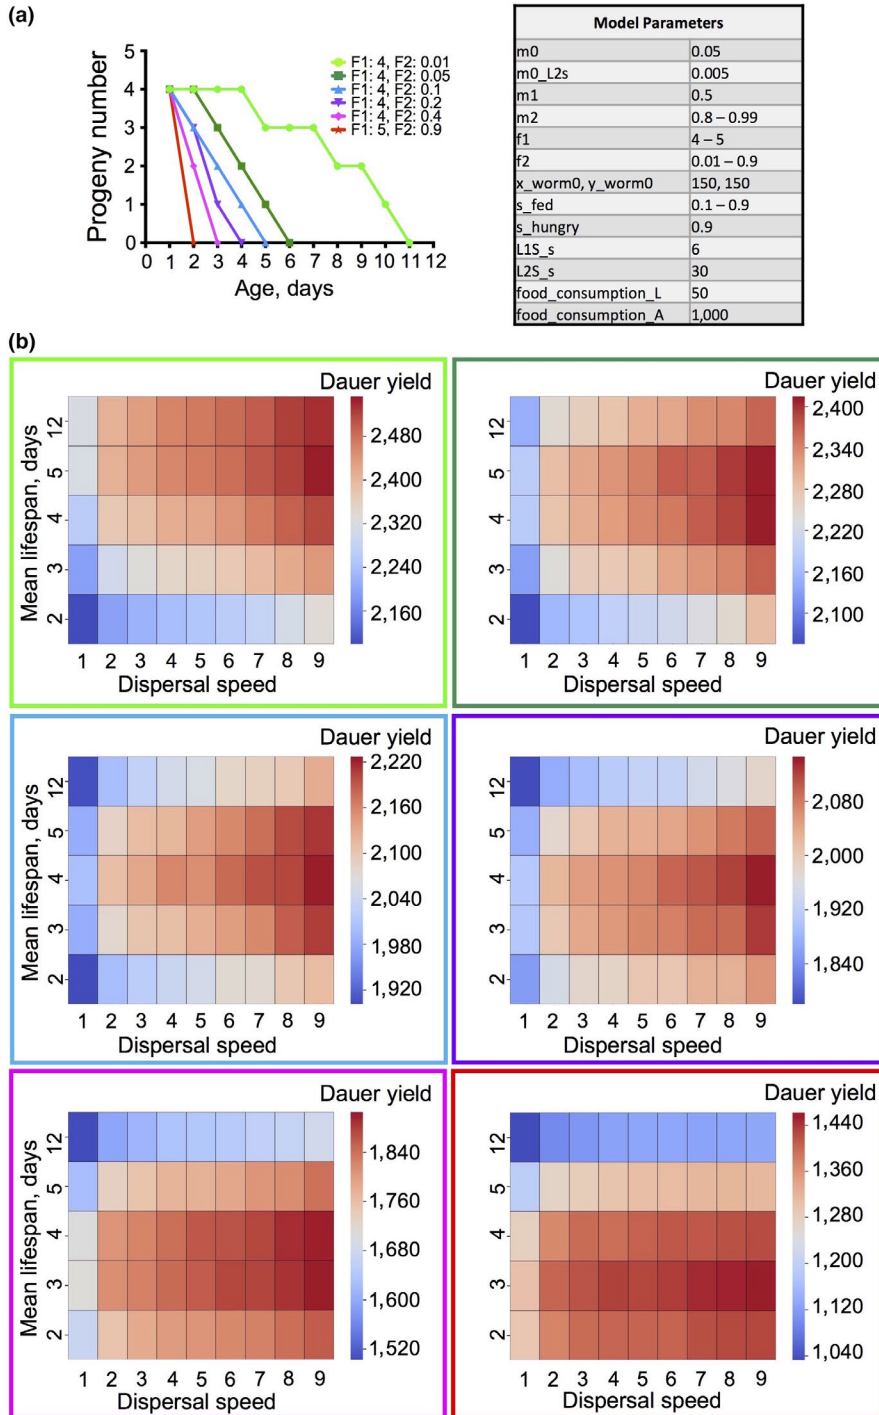 (a)
Progeny number
5
4
3
2
1
0
0 1 2 3 4 5 6 7 8 9 10 11 12
Age, days
F1: 4, F2: 0.01
F1: 4, F2: 0.05
F1: 4, F2: 0.1
F1: 4, F2: 0.2
F1: 4, F2: 0.4
F1: 5, F2: 0.9
Model Parameters
m0 0.05
m0_L2s 0.005
m1 0.5
m2 0.8 – 0.99
f1 4 – 5
f2 0.01 – 0.9
x_worm0, y_worm0 150, 150
s_fed 0.1 – 0.9
s_hungry 0.9
L1S_s 6
L2S_s 30
food_consumption_L 50
food_consumption_A 1,000
(b)
Dauer yield
Mean lifespan, days
12
5
4
3
2
1 2 3 4 5 6 7 8 9
Dispersal speed
2,480
2,400
2,320
2,240
2,160
Dauer yield
12
5
4
3
2
1 2 3 4 5 6 7 8 9
Dispersal speed
2,400
2,340
2,280
2,220
2,160
2,100
Dauer yield
Mean lifespan, days
12
5
4
3
2
1 2 3 4 5 6 7 8 9
Dispersal speed
2,220
2,160
2,100
2,040
1,980
1,920
Dauer yield
12
5
4
3
2
1 2 3 4 5 6 7 8 9
Dispersal speed
2,080
2,000
1,920
1,840
Dauer yield
Mean lifespan, days
12
5
4
3
2
1 2 3 4 5 6 7 8 9
Dispersal speed
1,840
1,760
1,680
1,600
1,520
Dauer yield
12
5
4
3
2
1 2 3 4 5 6 7 8 9
Dispersal speed
1,440
1,360
1,280
1,200
1,120
1,040